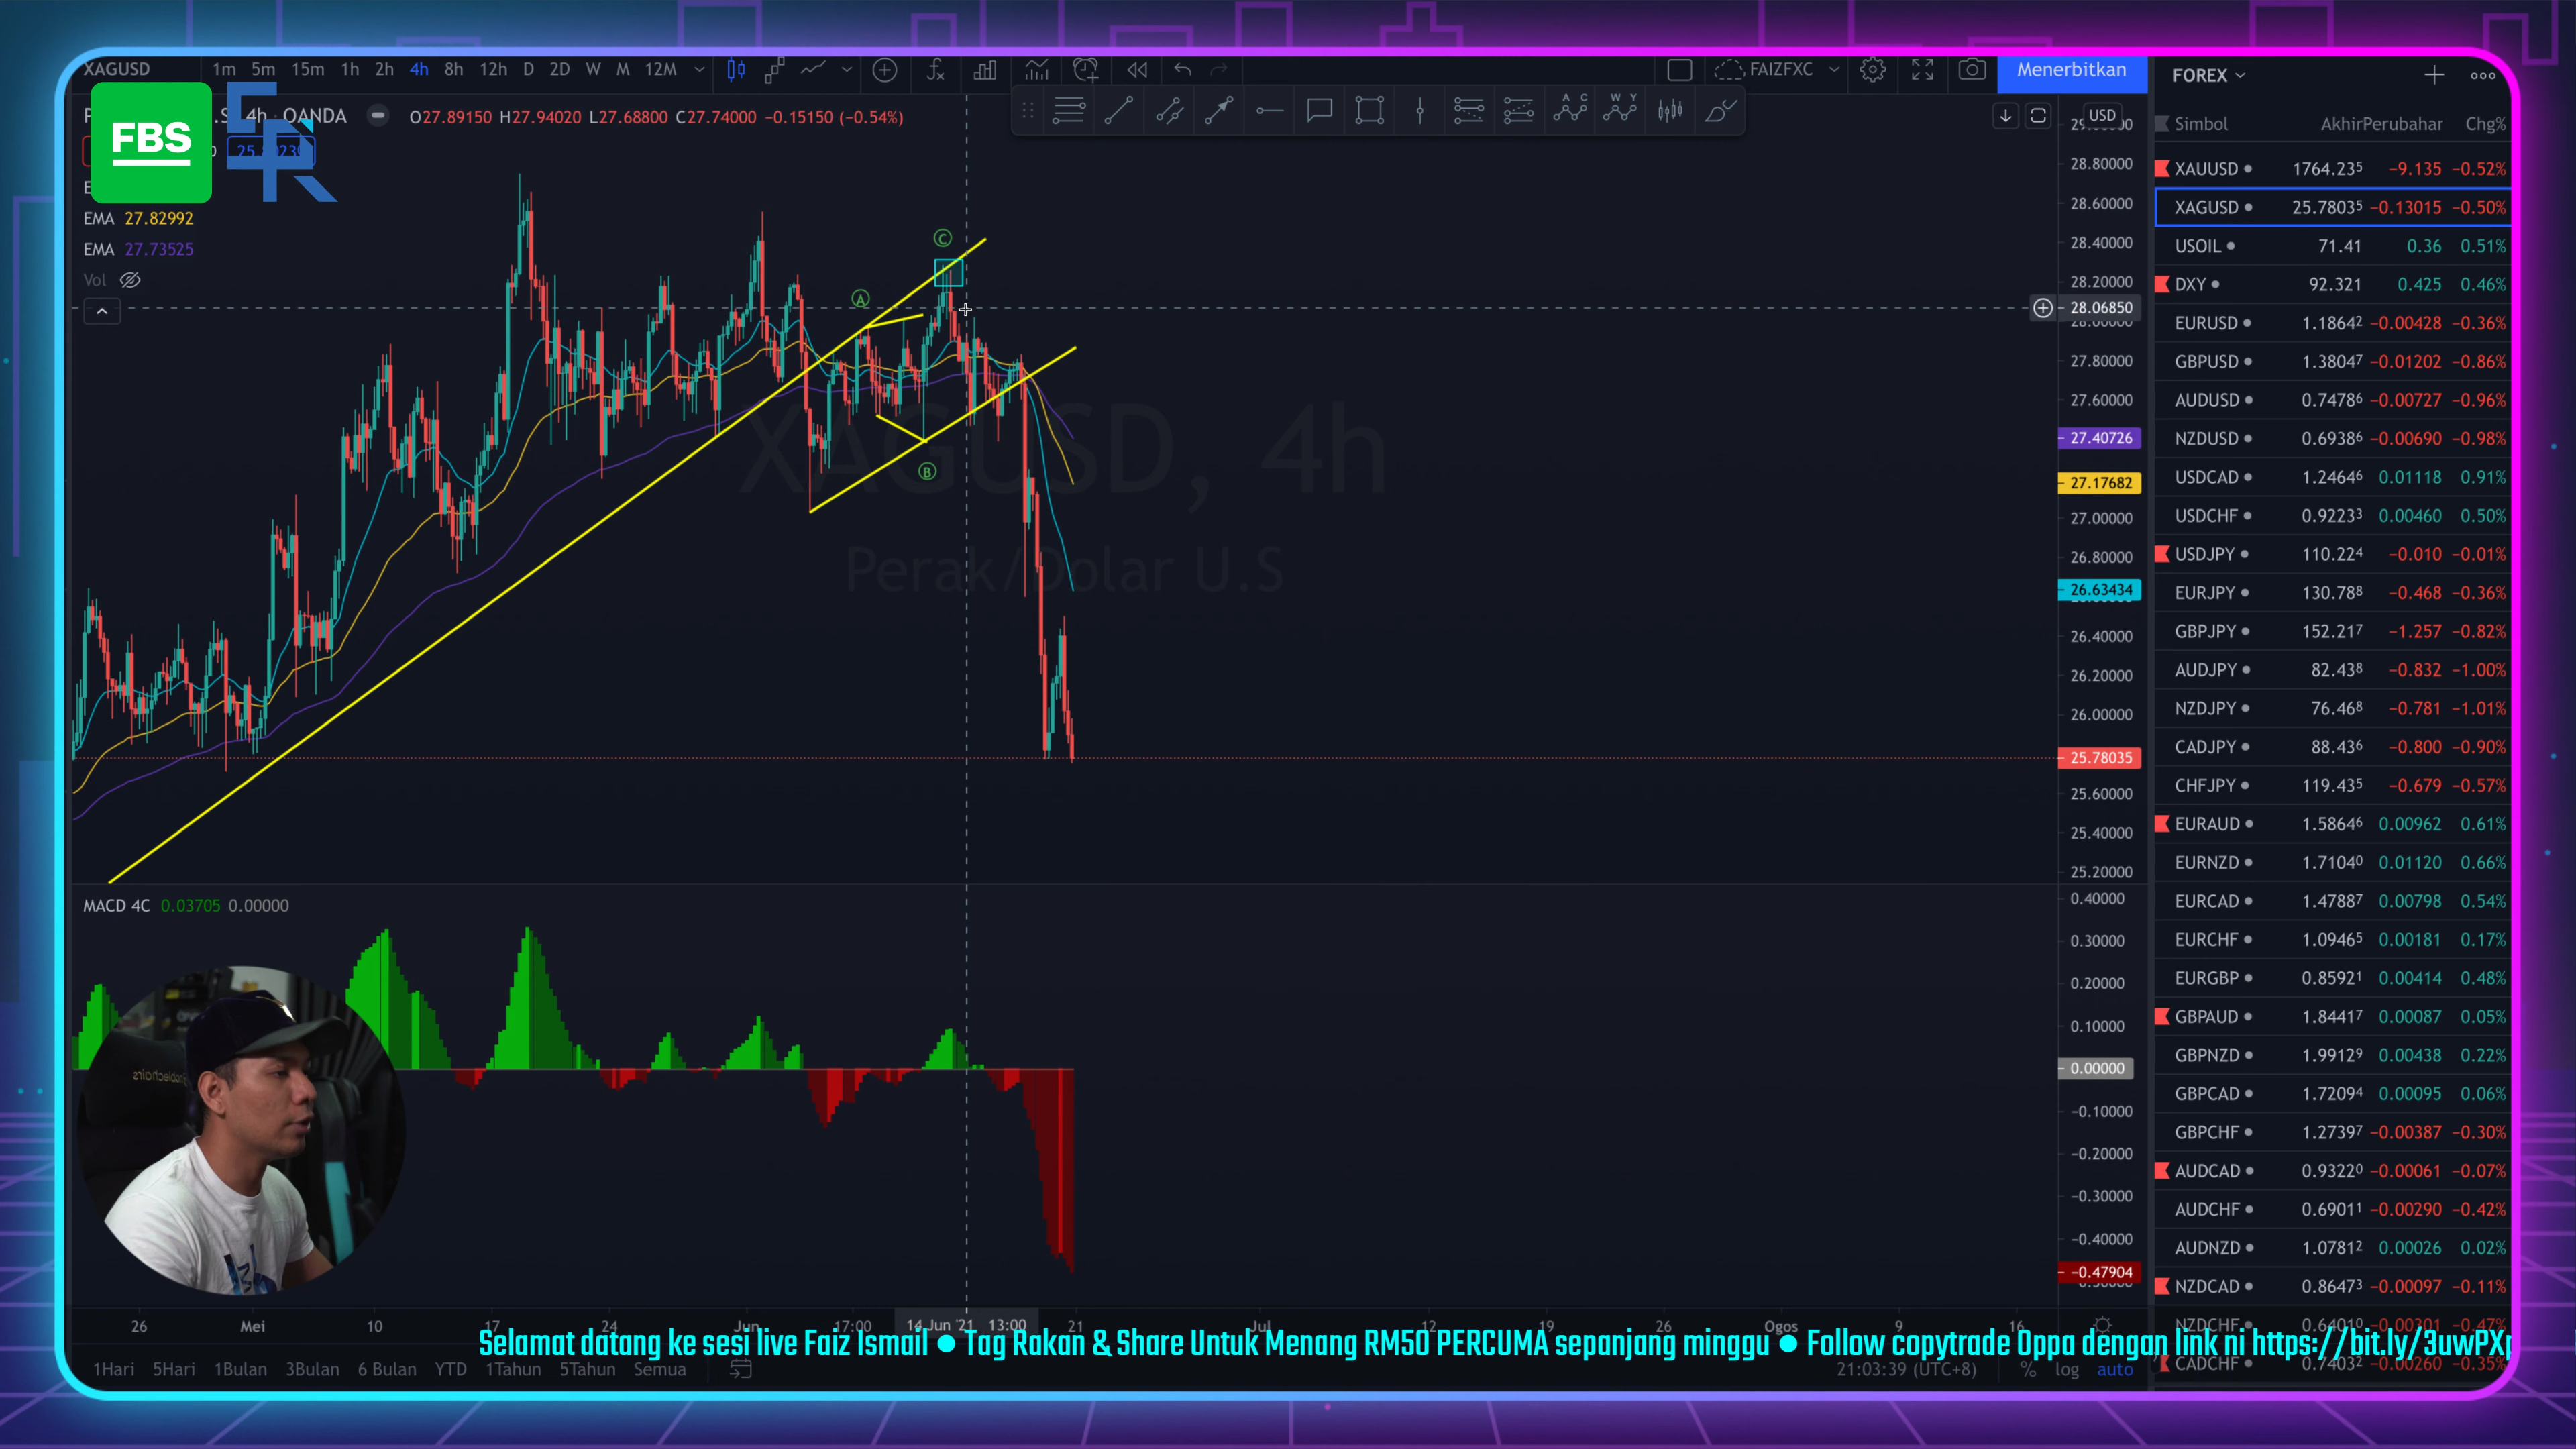 XAGUSD 1m 5m 15m 1h 2h 4h 8h 12h D 2D W M 12M FAIZFXC Menerbitkan
FOREX
FBS
4h · OANDA O27.89150 H27.94020 L27.68800 C27.74000 −0.15150 (−0.54%)
EMA 27.82992
EMA 27.73525
Vol
A C W Y
USD
XAGUSD, 4h
Perak/Dolar U.S
A
B
C
28.80000
28.60000
28.40000
28.20000
28.06850
27.80000
27.60000
27.40726
27.17682
27.00000
26.80000
26.63434
26.40000
26.20000
26.00000
25.78035
25.60000
25.40000
25.20000
MACD 4C 0.03705 0.00000
0.40000
0.30000
0.20000
0.10000
0.00000
−0.10000
−0.20000
−0.30000
−0.40000
−0.47904
noblechairs
26 Mei 10 17 24 Jun 17:00 14 Jun '21 13:00 21 Jul 12 19 26 Ogos 9 16
Simbol Akhir Perubahan Chg%
XAUUSD 1764.235 −9.135 −0.52%
XAGUSD 25.78035 −0.13015 −0.50%
USOIL 71.41 0.36 0.51%
DXY 92.321 0.425 0.46%
EURUSD 1.18642 −0.00428 −0.36%
GBPUSD 1.38047 −0.01202 −0.86%
AUDUSD 0.74786 −0.00727 −0.96%
NZDUSD 0.69386 −0.00690 −0.98%
USDCAD 1.24646 0.01118 0.91%
USDCHF 0.92233 0.00460 0.50%
USDJPY 110.224 −0.010 −0.01%
EURJPY 130.788 −0.468 −0.36%
GBPJPY 152.217 −1.257 −0.82%
AUDJPY 82.438 −0.832 −1.00%
NZDJPY 76.468 −0.781 −1.01%
CADJPY 88.436 −0.800 −0.90%
CHFJPY 119.435 −0.679 −0.57%
EURAUD 1.58646 0.00962 0.61%
EURNZD 1.71040 0.01120 0.66%
EURCAD 1.47887 0.00798 0.54%
EURCHF 1.09465 0.00181 0.17%
EURGBP 0.85921 0.00414 0.48%
GBPAUD 1.84417 0.00087 0.05%
GBPNZD 1.99129 0.00438 0.22%
GBPCAD 1.72094 0.00095 0.06%
GBPCHF 1.27397 −0.00387 −0.30%
AUDCAD 0.93220 −0.00061 −0.07%
AUDCHF 0.69011 −0.00290 −0.42%
AUDNZD 1.07812 0.00026 0.02%
NZDCAD 0.86473 −0.00097 −0.11%
NZDCHF 0.64010 −0.00301 −0.47%
CADCHF 0.74032 −0.00260 −0.35%
Selamat datang ke sesi live Faiz Ismail ● Tag Rakan & Share Untuk Menang RM50 PERCUMA sepanjang minggu ● Follow copytrade Oppa dengan link ni https://bit.ly/3uwPXp
1Hari 5Hari 1Bulan 3Bulan 6 Bulan YTD 1Tahun 5Tahun Semua 21:03:39 (UTC+8) % log auto